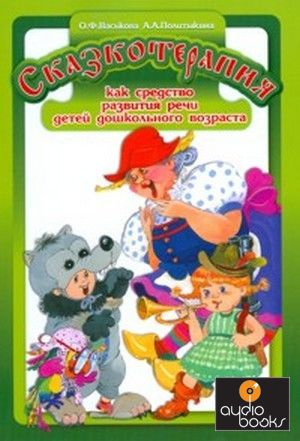 О.Ф.Васькова А.А.Политыкина
Сказкотерапия
как средство
развития речи
детей дошкольного возраста
audio
books